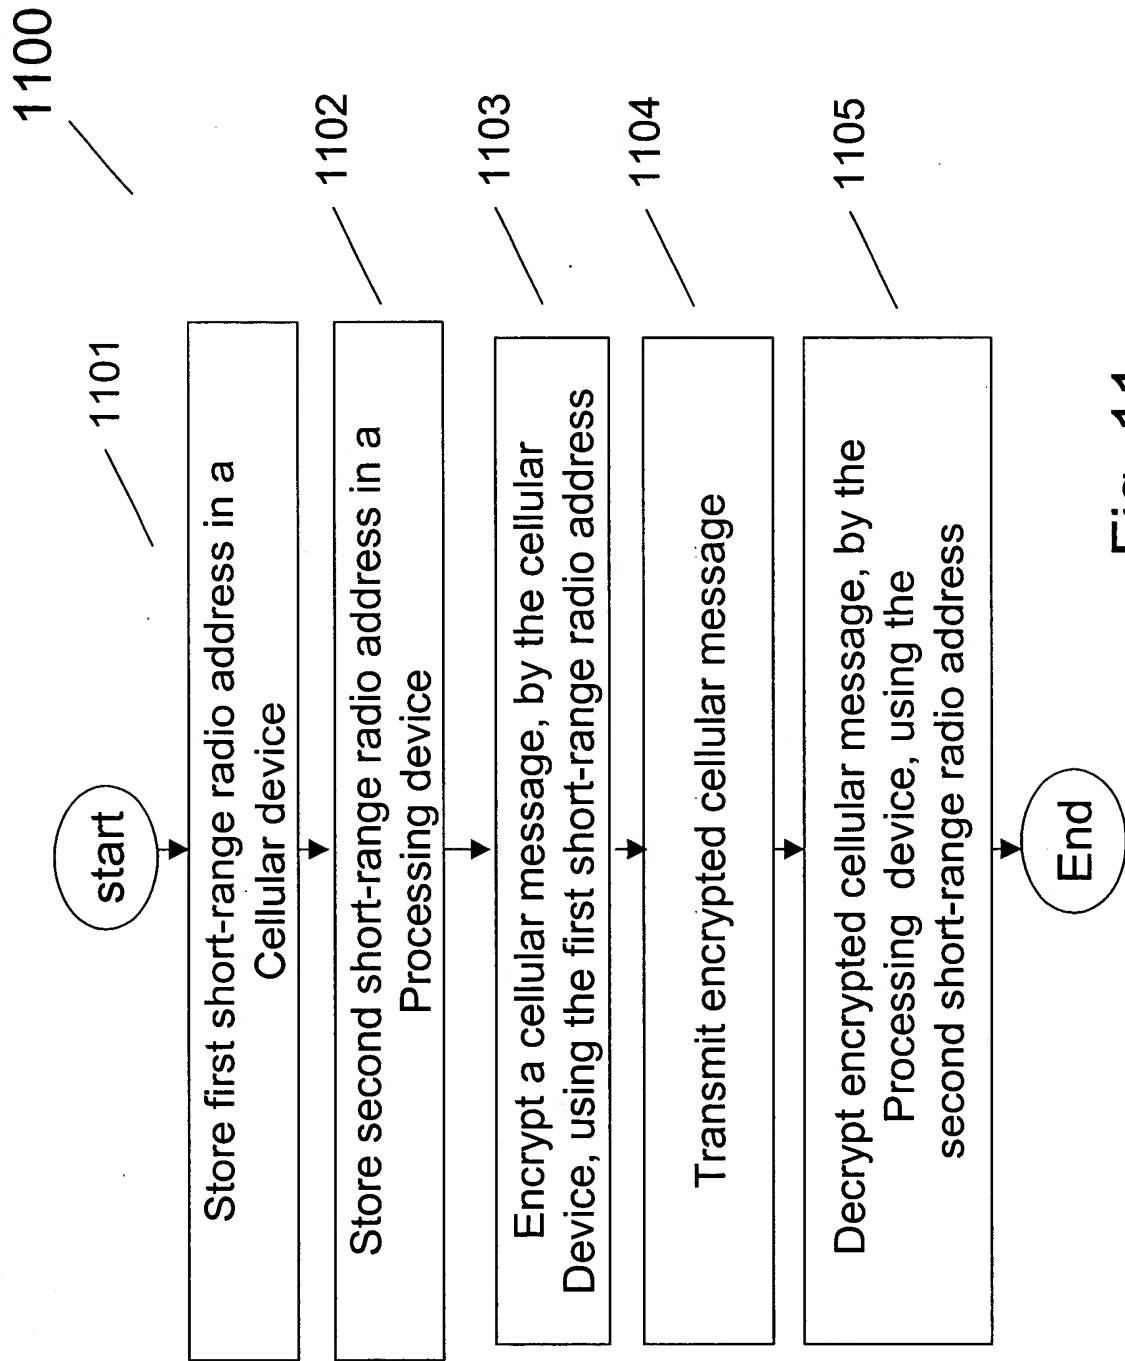 1100
start
1101
Store first short-range radio address in a
Cellular device
1102
Store second short-range radio address in a
Processing device
1103
Encrypt a cellular message, by the cellular
Device, using the first short-range radio address
1104
Transmit encrypted cellular message
1105
Decrypt encrypted cellular message, by the
Processing device, using the
second short-range radio address
End
Fig. 11